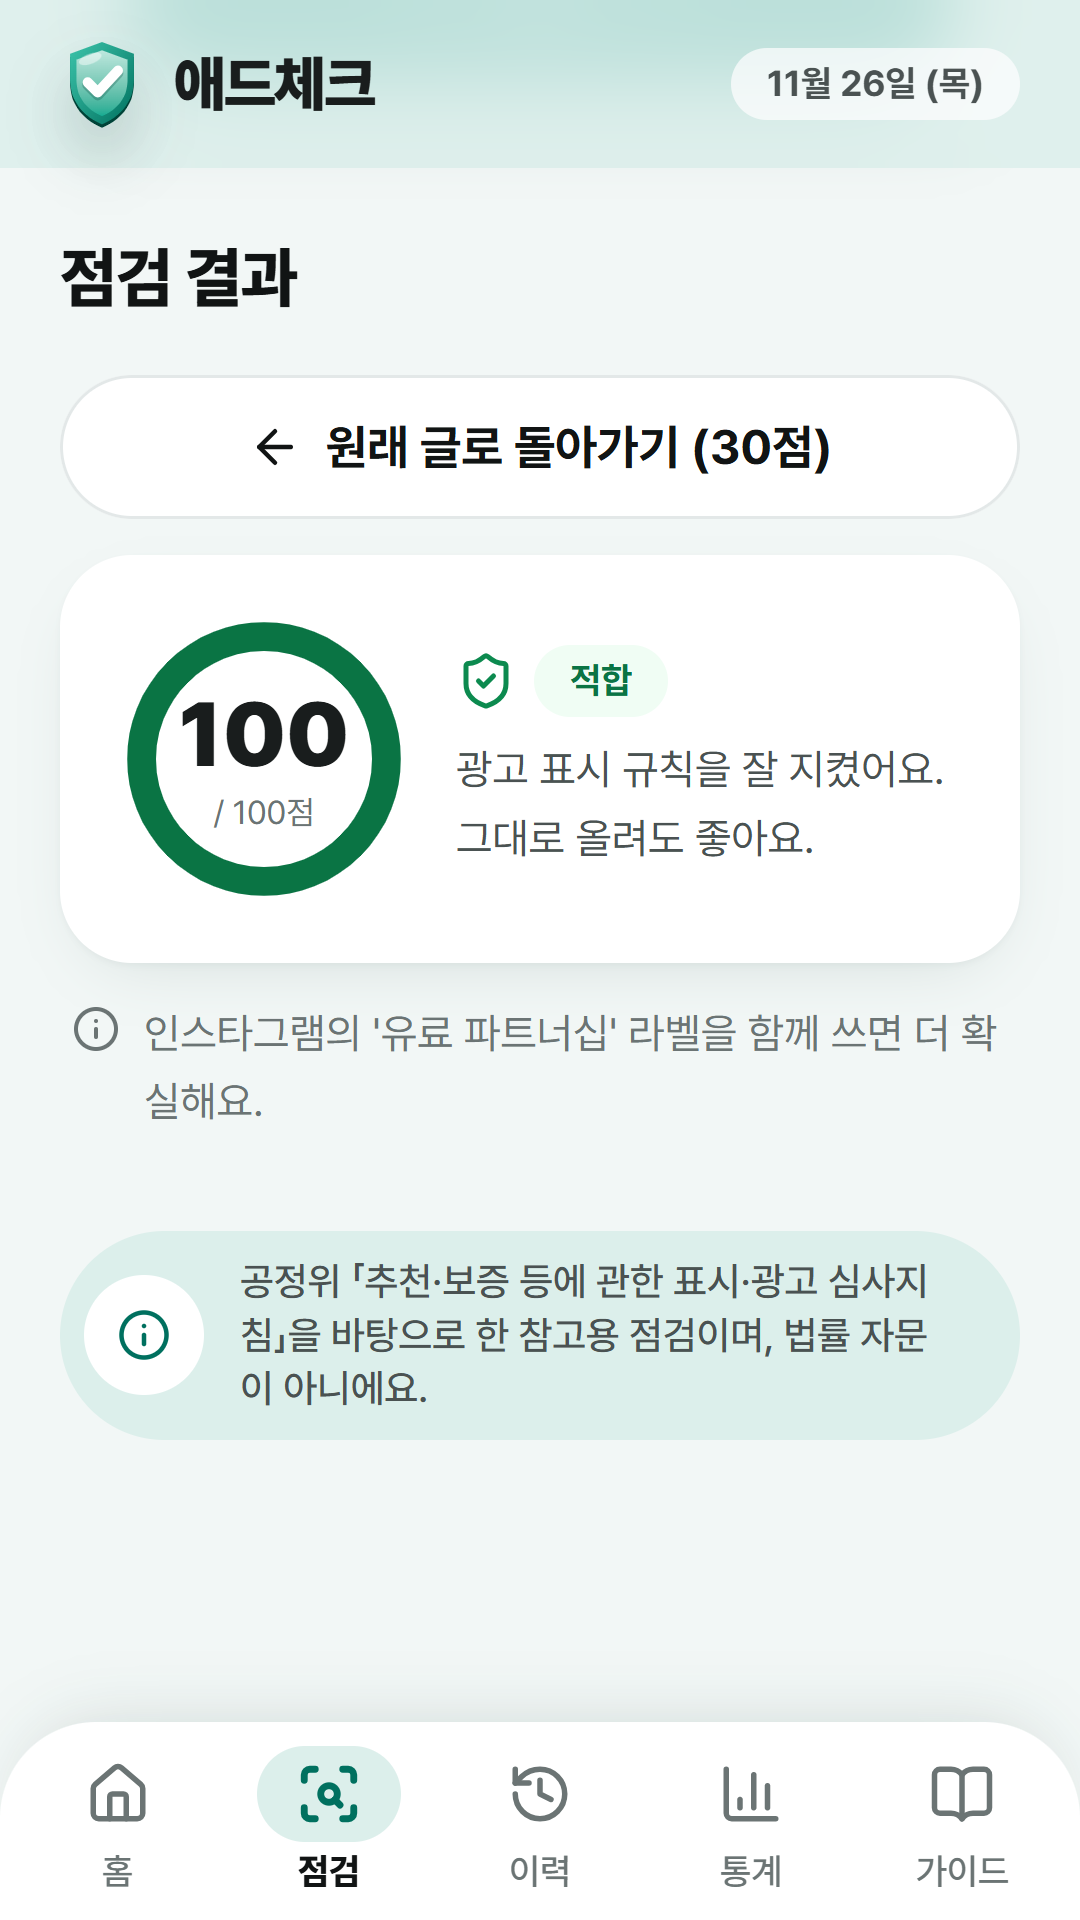 애드체크
11월 26일 (목)
점검 결과
원래 글로 돌아가기 (30점)
100
/ 100점
적합
광고 표시 규칙을 잘 지켰어요.
그대로 올려도 좋아요.
인스타그램의 '유료 파트너십' 라벨을 함께 쓰면 더 확
실해요.
공정위 「추천·보증 등에 관한 표시·광고 심사지
침」을 바탕으로 한 참고용 점검이며, 법률 자문
이 아니에요.
홈
점검
이력
통계
가이드